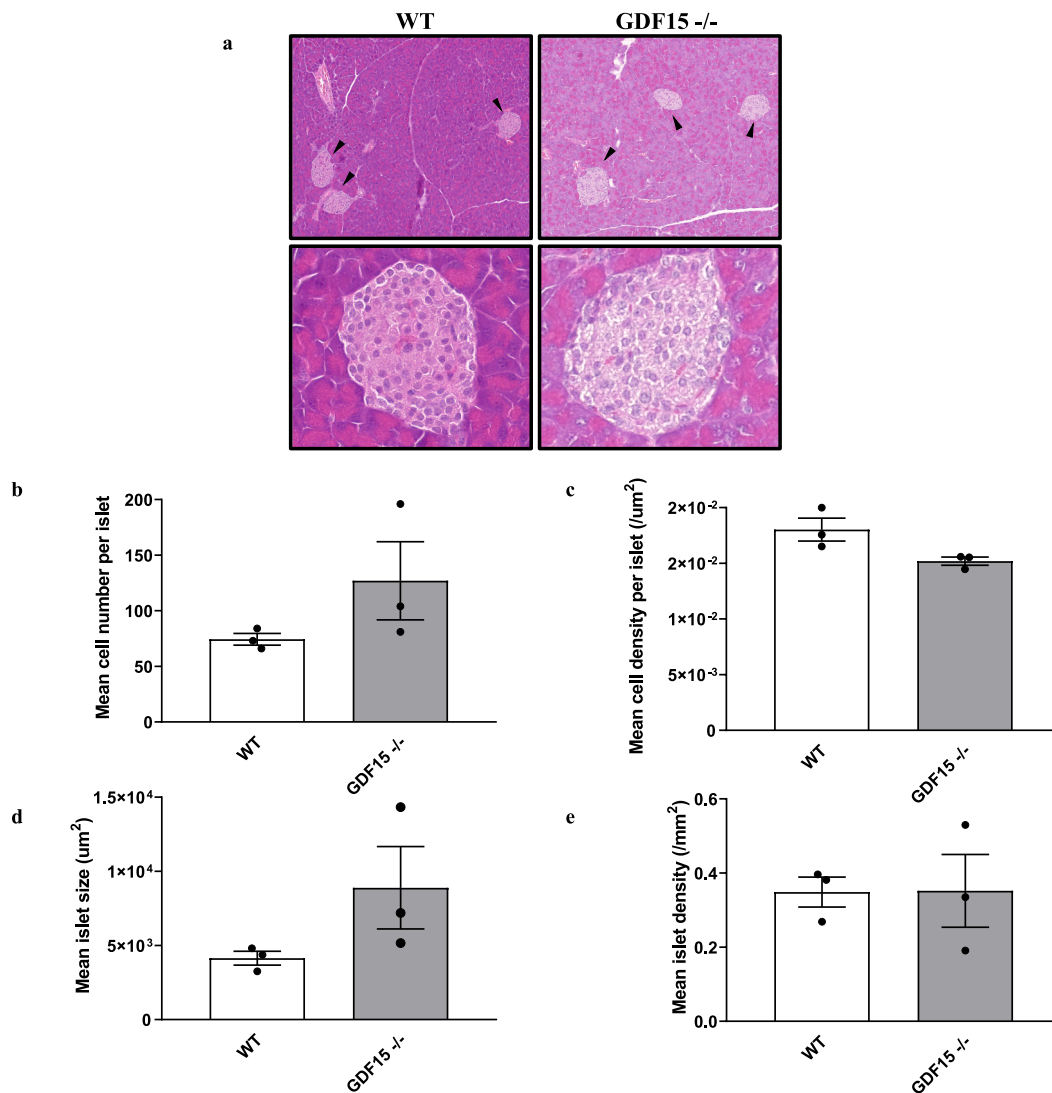 WT
GDF15 -/-
a
b
Mean cell number per islet
200
150
100
50
0
WT
GDF15 -/-
c
Mean cell density per islet (/um²)
2×10⁻²
2×10⁻²
1×10⁻²
5×10⁻³
0
WT
GDF15 -/-
d
Mean islet size (um²)
1.5×10⁴
1×10⁴
5×10³
0
WT
GDF15 -/-
e
Mean islet density (/mm²)
0.6
0.4
0.2
0.0
WT
GDF15 -/-